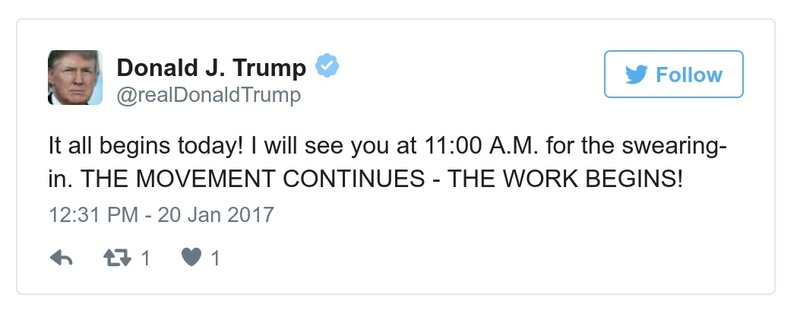 Donald J. Trump
@realDonaldTrump
Follow
It all begins today! I will see you at 11:00 A.M. for the swearing-
in. THE MOVEMENT CONTINUES - THE WORK BEGINS!
12:31 PM - 20 Jan 2017
1 1